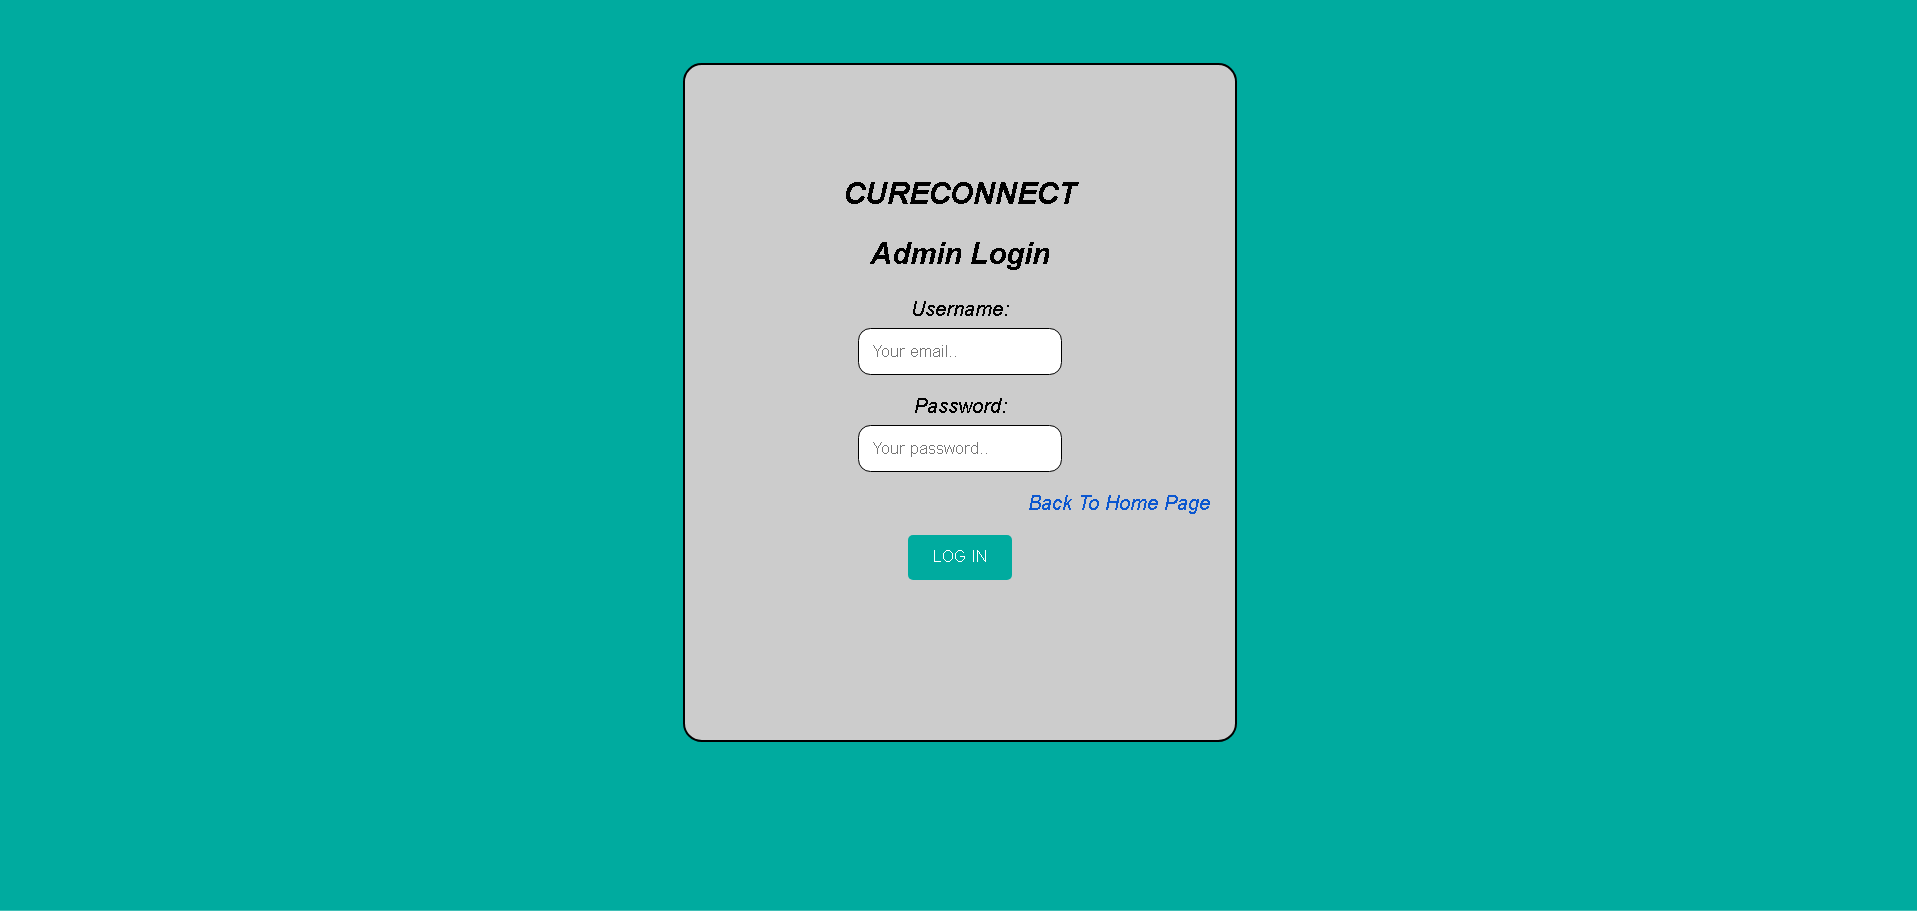 CURECONNECT
Admin Login
Username:
Your email..
Password:
Your password..
Back To Home Page
LOG IN